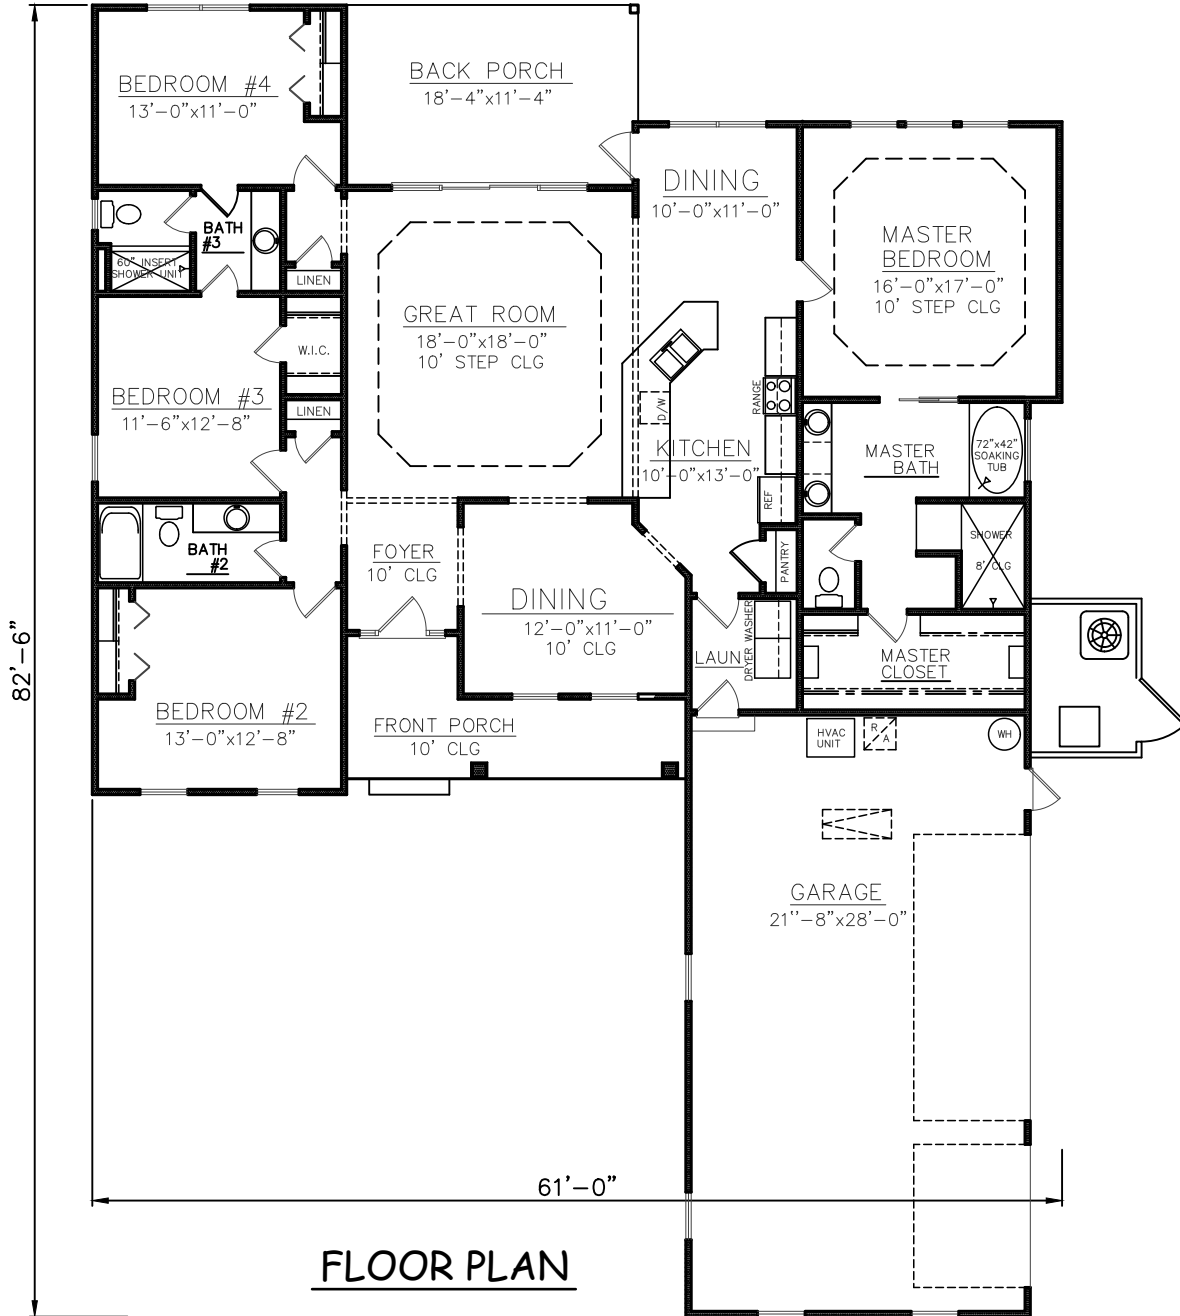 BEDROOM #4
13'-0"x11'-0"
BACK PORCH
18'-4"x11'-4"
DINING
10'-0"x11'-0"
MASTER
BEDROOM
16'-0"x17'-0"
10' STEP CLG
BATH
#3
60" INSERT
SHOWER UNIT
LINEN
GREAT ROOM
18'-0"x18'-0"
10' STEP CLG
W.I.C.
BEDROOM #3
11'-6"x12'-8"
LINEN
D/W
RANGE
KITCHEN
10'-0"x13'-0"
REF
MASTER
BATH
72"x42"
SOAKING
TUB
BATH
#2
FOYER
10' CLG
PANTRY
SHOWER
8' CLG
DINING
12'-0"x11'-0"
10' CLG
LAUN
DRYER WASHER
MASTER
CLOSET
82'-6"
BEDROOM #2
13'-0"x12'-8"
FRONT PORCH
10' CLG
HVAC
UNIT
R
A
WH
GARAGE
21'-8"x28'-0"
61'-0"
FLOOR PLAN